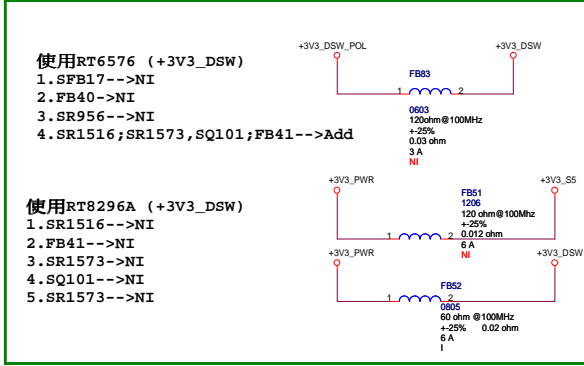 使用RT6576 (+3V3_DSW)
1.SFB17-->NI
2.FB40->NI
3.SR956-->NI
4.SR1516;SR1573,SQ101;FB41-->Add
+3V3_DSW_POL
+3V3_DSW
FB83
1
2
0603
120ohm@100MHz
+-25%
0.03 ohm
3 A
NI
使用RT8296A (+3V3_DSW)
1.SR1516-->NI
2.FB41-->NI
3.SR1573->NI
4.SQ101-->NI
5.SR1573-->NI
+3V3_PWR
+3V3_S5
FB51
1206
120 ohm@100Mhz
+-25%
1
2
0.012 ohm
6 A
NI
+3V3_PWR
+3V3_DSW
FB52
1
2
0805
60 ohm @100MHz
+-25% 0.02 ohm
6 A
I